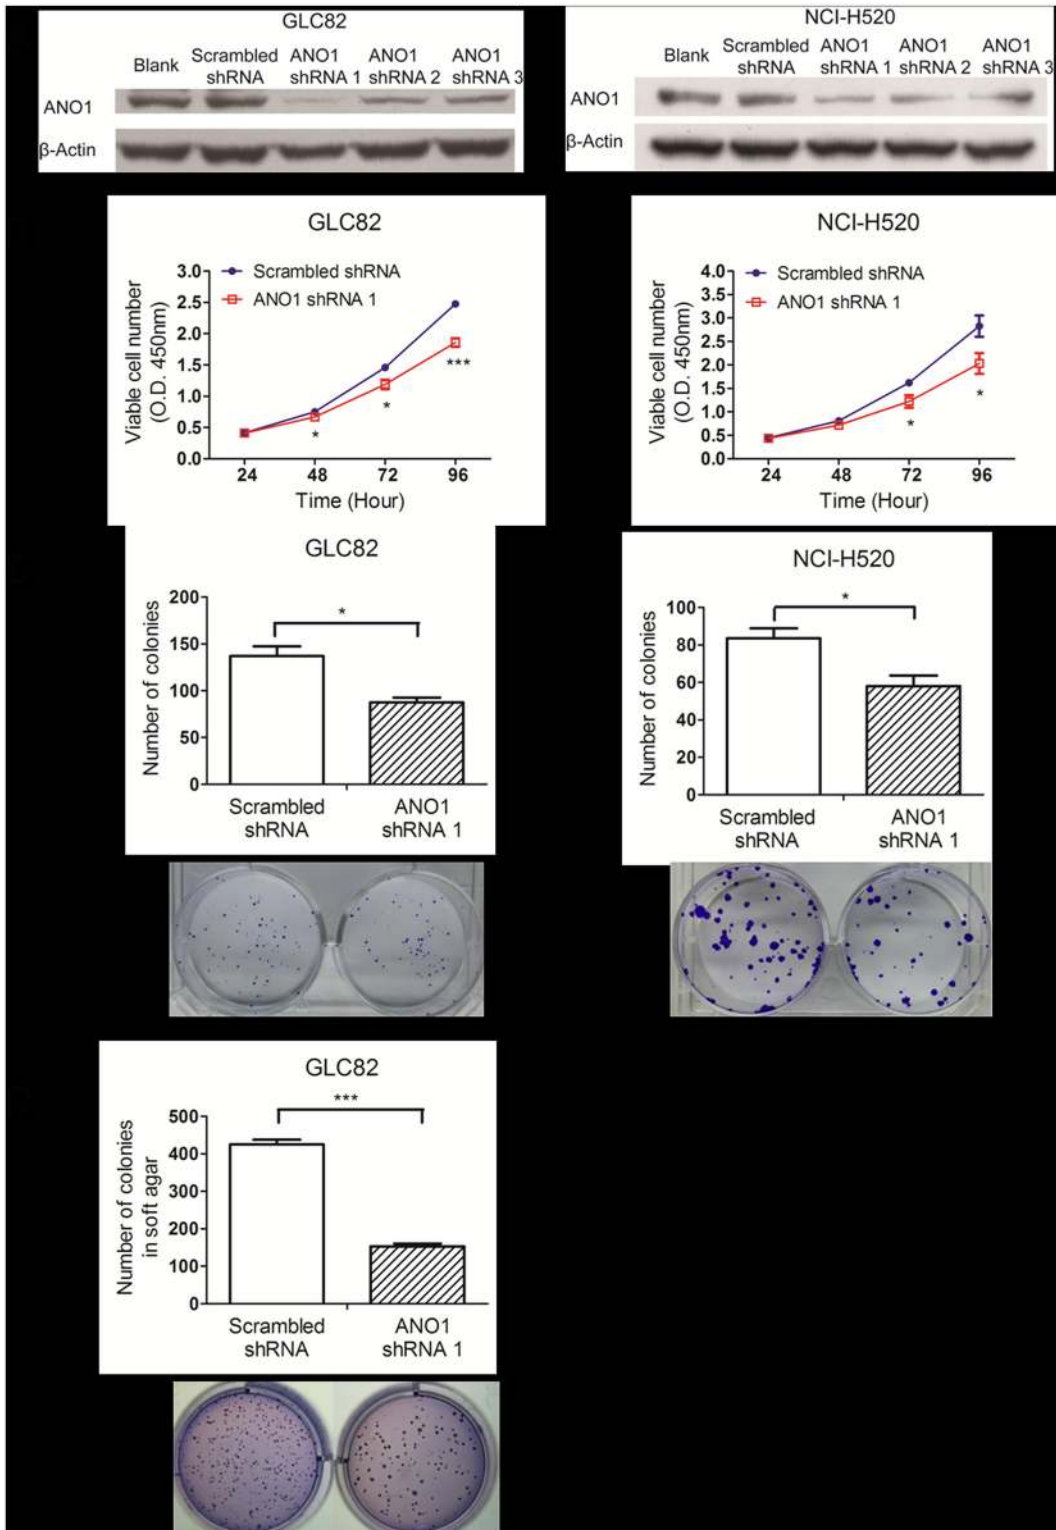 GLC82
Blank Scrambled shRNA ANO1 shRNA 1 ANO1 shRNA 2 ANO1 shRNA 3
ANO1
β-Actin
NCI-H520
Blank Scrambled shRNA ANO1 shRNA 1 ANO1 shRNA 2 ANO1 shRNA 3
ANO1
β-Actin
GLC82
Scrambled shRNA
ANO1 shRNA 1
Viable cell number
(O.D. 450nm)
3.0
2.5
2.0
1.5
1.0
0.5
0.0
*
*
***
24 48 72 96
Time (Hour)
NCI-H520
Scrambled shRNA
ANO1 shRNA 1
Viable cell number
(O.D. 450nm)
4.0
3.5
3.0
2.5
2.0
1.5
1.0
0.5
0.0
*
*
24 48 72 96
Time (Hour)
GLC82
Number of colonies
200
150
100
50
0
*
Scrambled ANO1
shRNA shRNA 1
NCI-H520
Number of colonies
100
80
60
40
20
0
*
Scrambled ANO1
shRNA shRNA 1
GLC82
Number of colonies
in soft agar
500
400
300
200
100
0
***
Scrambled ANO1
shRNA shRNA 1